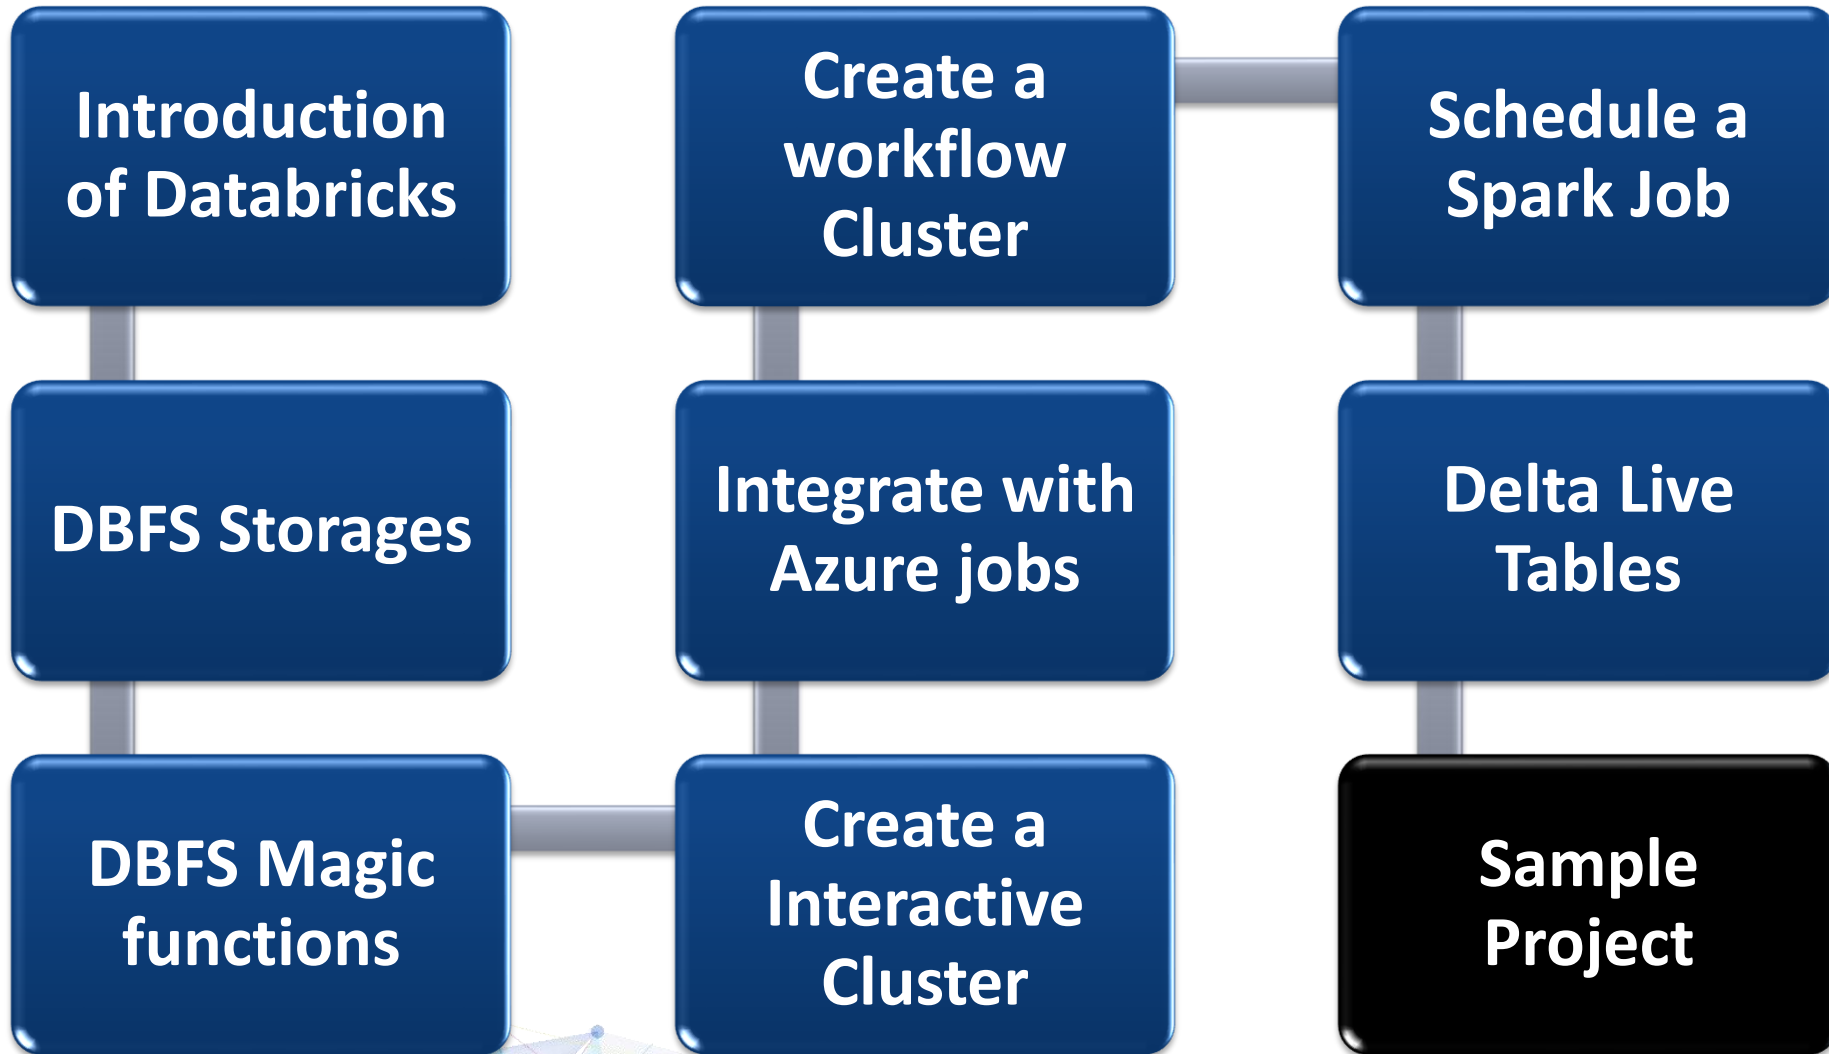 Introduction
of Databricks
DBFS Storages
DBFS Magic
functions
Create a
Interactive
Cluster
Integrate with
Azure jobs
Create a
workflow
Cluster
Schedule a
Spark Job
Delta Live
Tables
Sample
Project